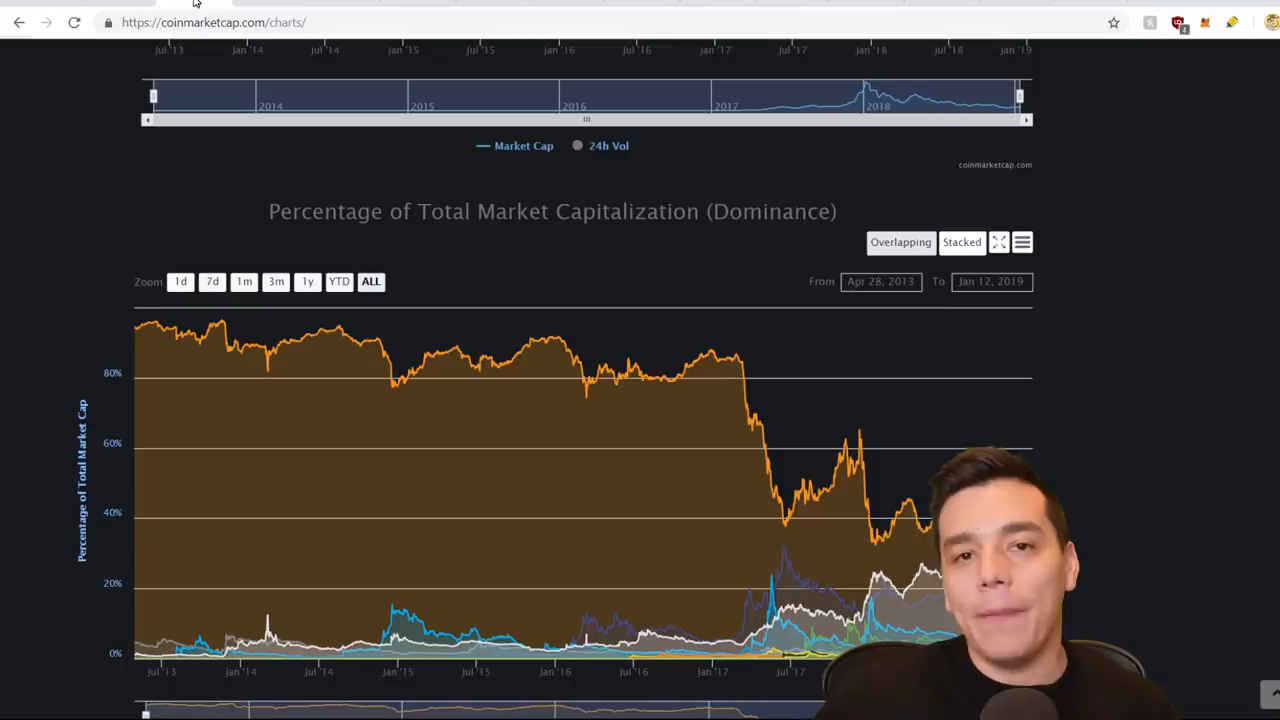 https://coinmarketcap.com/charts/
4
Jul '13 Jan '14 Jul '14 Jan '15 Jul '15 Jan '16 Jul '16 Jan '17 Jul '17 Jan '18 Jul '18 Jan '19
2014 2015 2016 2017 2018
Market Cap 24h Vol
coinmarketcap.com
Percentage of Total Market Capitalization (Dominance)
Overlapping Stacked
Zoom 1d 7d 1m 3m 1y YTD ALL From Apr 28, 2013 To Jan 12, 2019
Percentage of Total Market Cap
80%
60%
40%
20%
0%
Jul '13 Jan '14 Jul '14 Jan '15 Jul '15 Jan '16 Jul '16 Jan '17 Jul '17